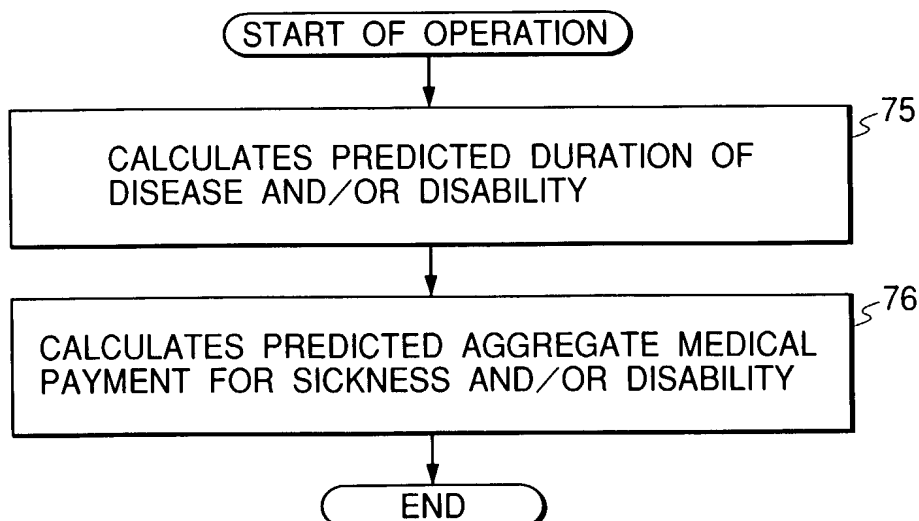 START OF OPERATION
75
CALCULATES PREDICTED DURATION OF
DISEASE AND/OR DISABILITY
76
CALCULATES PREDICTED AGGREGATE MEDICAL
PAYMENT FOR SICKNESS AND/OR DISABILITY
END